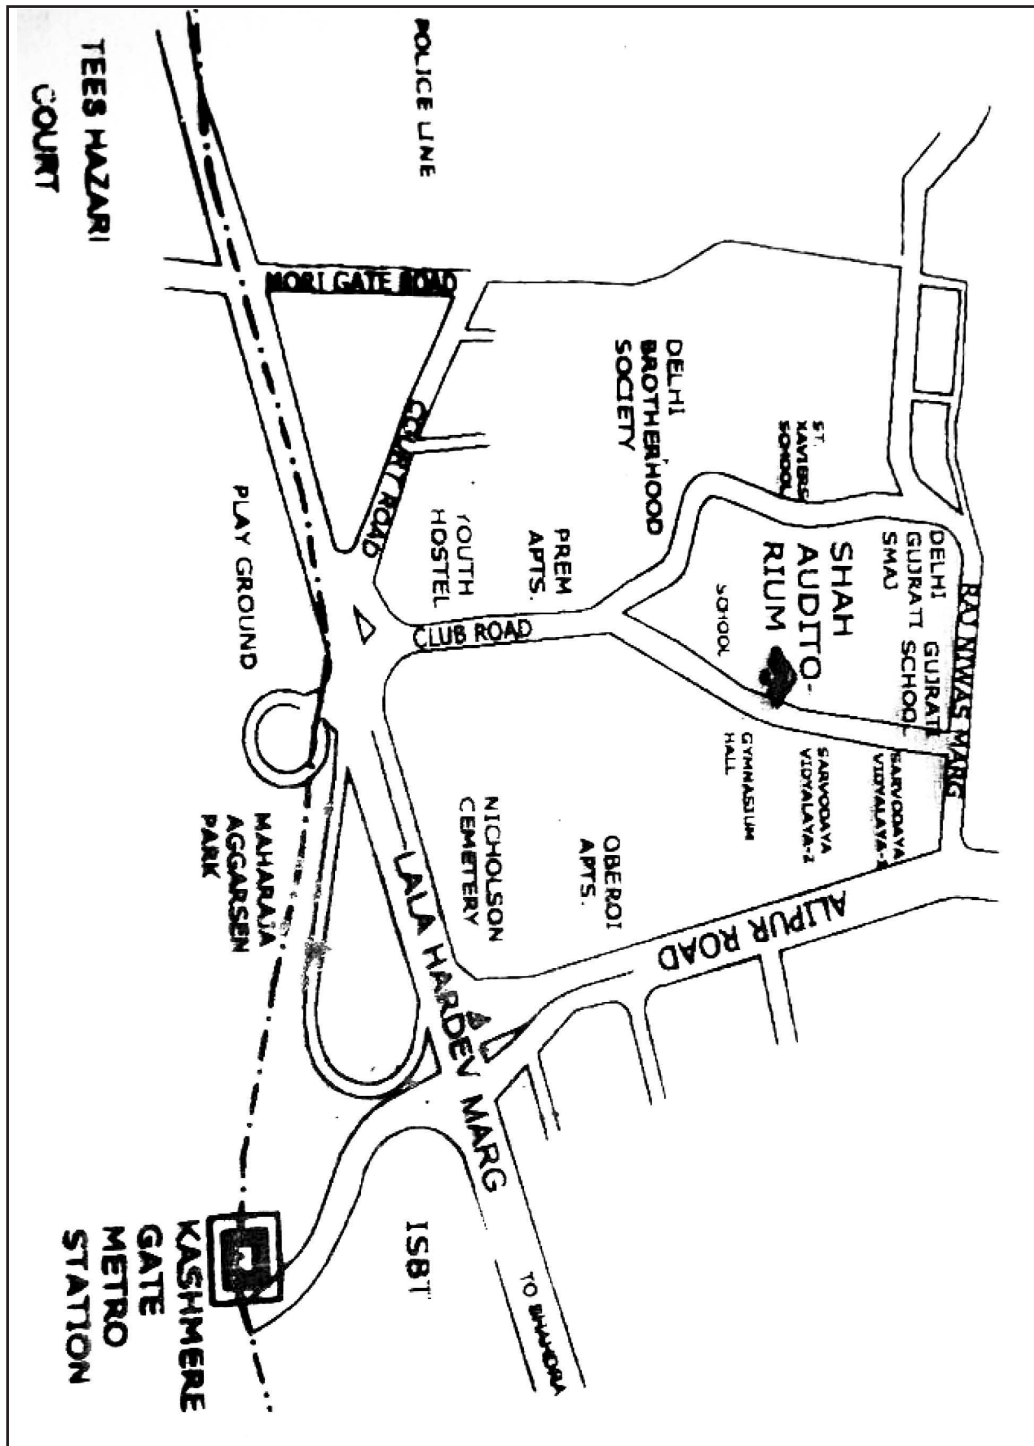 RAJ NIWAS MARG
DELHI
GUJRATI
SMAJ
GUJRATI
SCHOOL
SARVODAYA
ST.
XAVIERS
SCHOOL
SHAH
AUDITO-
RIUM
SARVODAYA
VIDYALAYA-2
ALIPUR ROAD
SCHOOL
GYMNASIUM
HALL
DELHI
BROTHERHOOD
SOCIETY
PREM
APTS.
OBEROI
APTS.
CLUB ROAD
YOUTH
HOSTEL
NICHOLSON
CEMETERY
POLICE LINE
MORI GATE ROAD
COURT ROAD
LALA HARDEV MARG
TO SHAHDRA
ISBT
PLAY GROUND
MAHARAJA
AGGARSEN
PARK
TEES HAZARI
COURT
KASHMERE
GATE
METRO
STATION